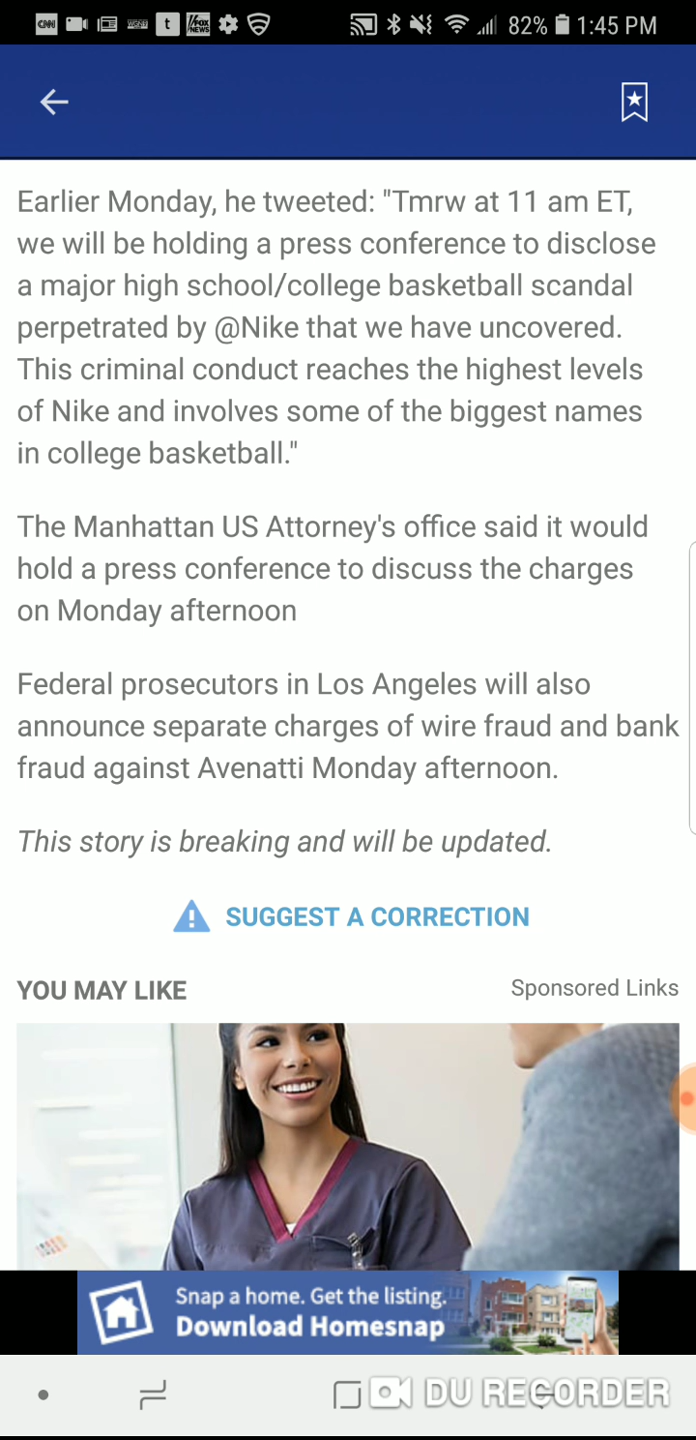 CNN
t
FOX NEWS
82% 1:45 PM
Earlier Monday, he tweeted: "Tmrw at 11 am ET,
we will be holding a press conference to disclose
a major high school/college basketball scandal
perpetrated by @Nike that we have uncovered.
This criminal conduct reaches the highest levels
of Nike and involves some of the biggest names
in college basketball."
The Manhattan US Attorney's office said it would
hold a press conference to discuss the charges
on Monday afternoon
Federal prosecutors in Los Angeles will also
announce separate charges of wire fraud and bank
fraud against Avenatti Monday afternoon.
This story is breaking and will be updated.
SUGGEST A CORRECTION
YOU MAY LIKE
Sponsored Links
Snap a home. Get the listing.
Download Homesnap
DU RECORDER